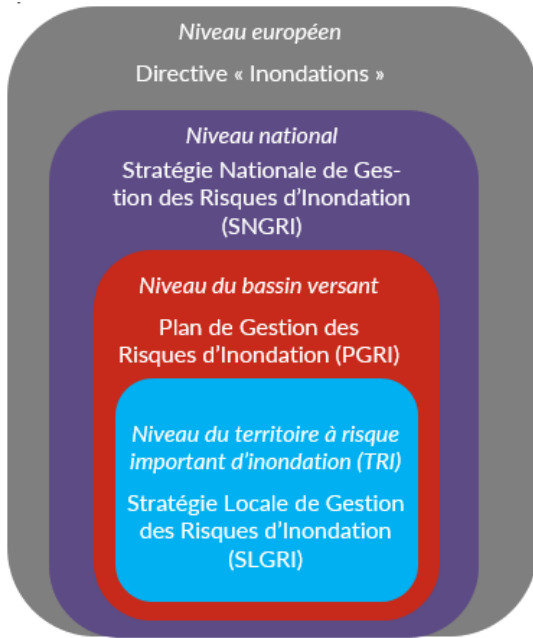 Niveau européen
Directive « Inondations »
Niveau national
Stratégie Nationale de Ges-
tion des Risques d'Inondation
(SNGRI)
Niveau du bassin versant
Plan de Gestion des
Risques d'Inondation (PGRI)
Niveau du territoire à risque
important d'inondation (TRI)
Stratégie Locale de Gestion
des Risques d'Inondation
(SLGRI)